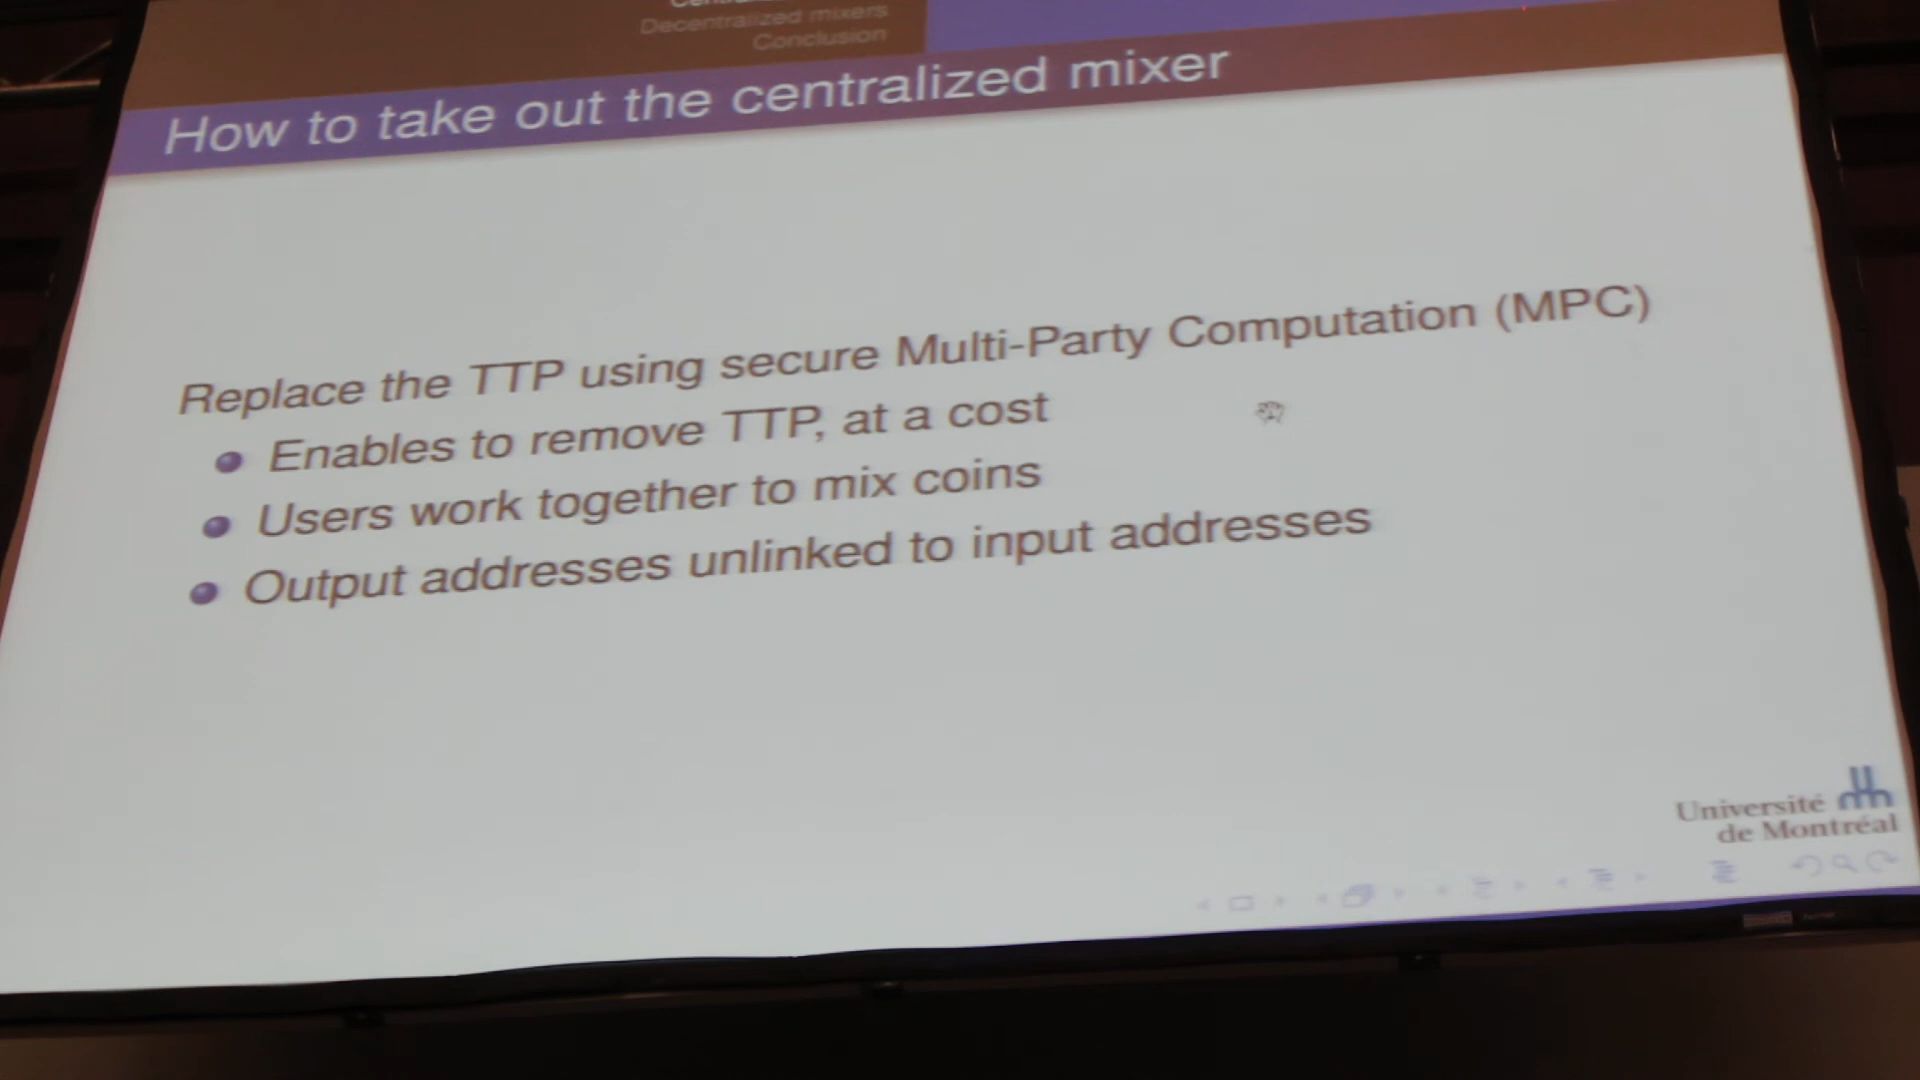 Decentralized mixers
Conclusion
How to take out the centralized mixer
Replace the TTP using secure Multi-Party Computation (MPC)
Enables to remove TTP, at a cost
Users work together to mix coins
Output addresses unlinked to input addresses
Université
de Montréal